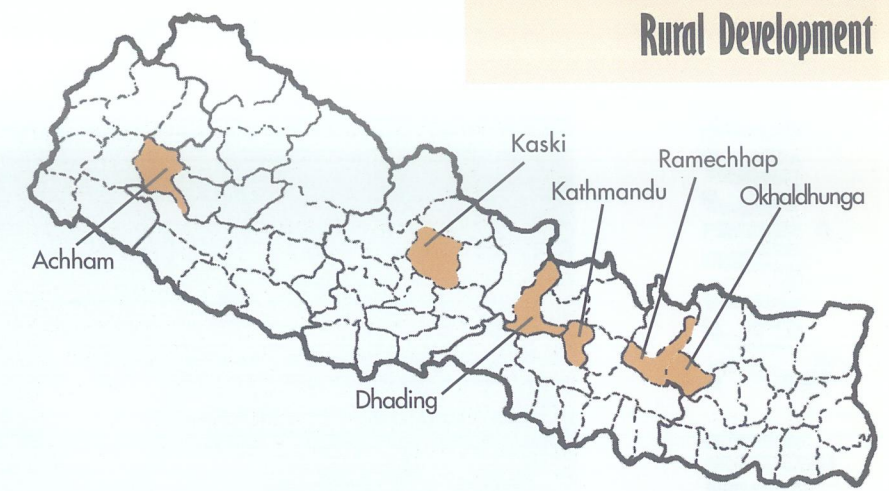 Rural Development
Kaski
Ramechhap
Kathmandu
Okhaldhunga
Achham
Dhading